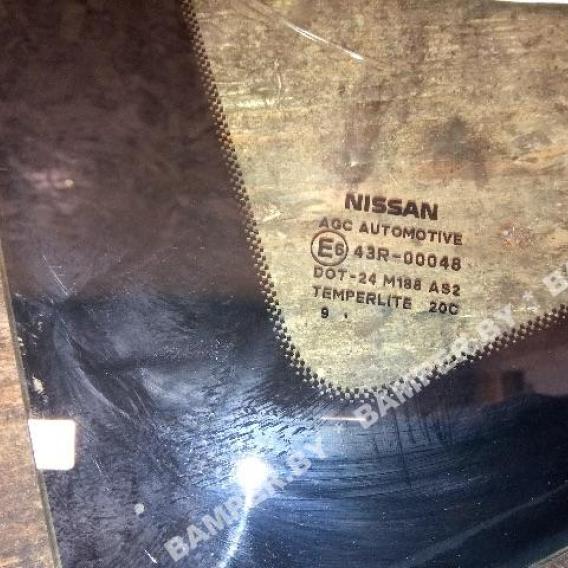 NISSAN
AGC AUTOMOTIVE
E6 43R-00048
DOT-24 M188 AS2
TEMPERLITE 20C
9 .
BAMPER.BY · BAMPER.BY · BAMPER.BY